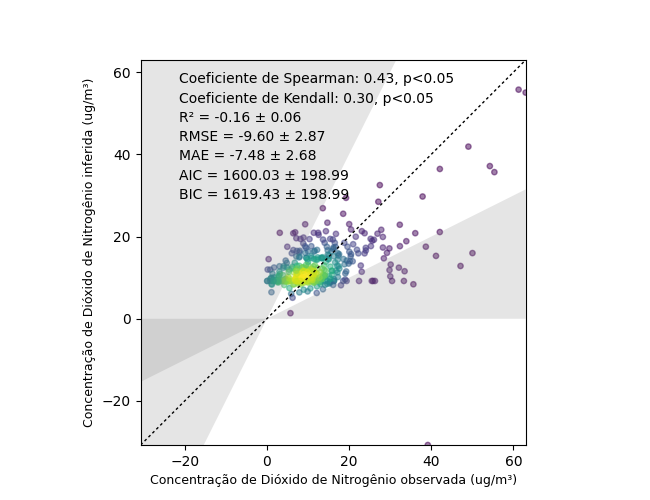 Coeficiente de Spearman: 0.43, p<0.05
Coeficiente de Kendall: 0.30, p<0.05
R² = -0.16 ± 0.06
RMSE = -9.60 ± 2.87
MAE = -7.48 ± 2.68
AIC = 1600.03 ± 198.99
BIC = 1619.43 ± 198.99
60
40
20
0
−20
Concentração de Dióxido de Nitrogênio inferida (ug/m³)
−20 0 20 40 60
Concentração de Dióxido de Nitrogênio observada (ug/m³)